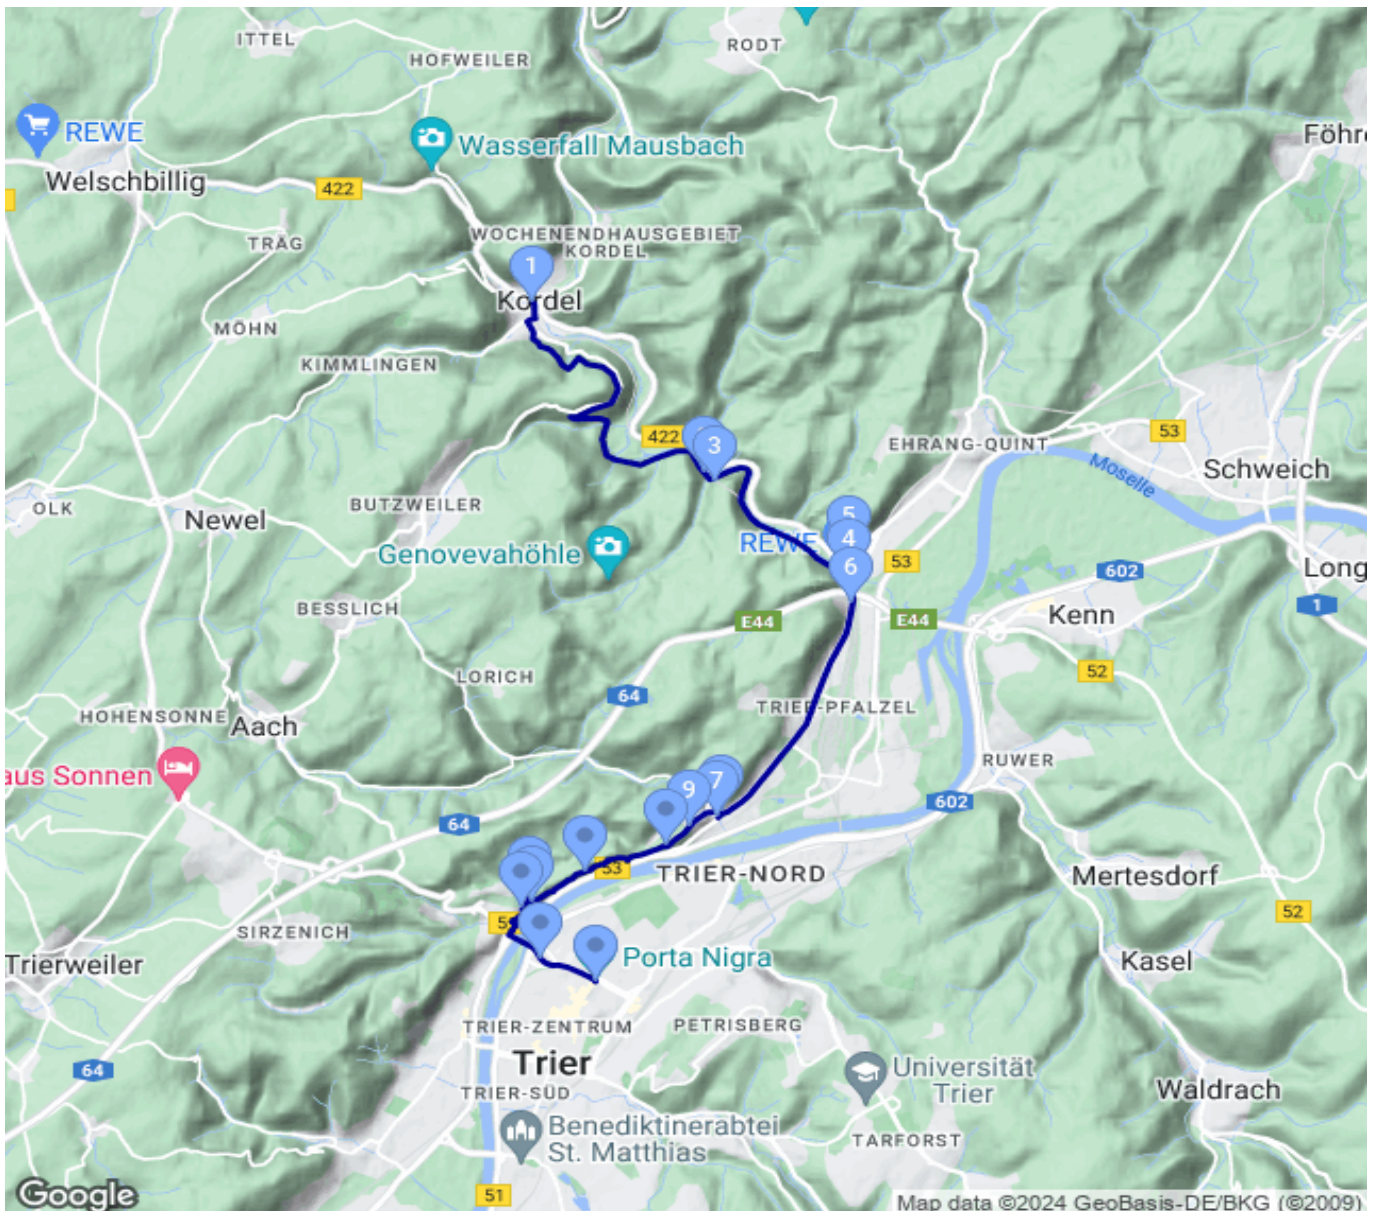 ITTEL
HOFWEILER
RODT
REWE
Wasserfall Mausbach
Föhr
Welschbillig
422
TRAG
WOCHENENDHAUSGEBIET
KORDEL
1
Kordel
MÖHN
KIMMLINGEN
422
3
EHRANG-QUINT
53
Moselle
Schweich
OLK
Newel
BUTZWEILER
5
REWE
4
Genovevahöhle
53
6
602
Long
BESSLICH
E44
E44
Kenn
1
LORICH
52
64
HOHENSONNE
TRIER-PFALZEL
Aach
RUWER
aus Sonnen
7
9
602
64
53
TRIER-NORD
Mertesdorf
52
SIRZENICH
Trierweiler
Porta Nigra
Kasel
TRIER-ZENTRUM
PETRISBERG
Trier
64
Universität
Trier
TRIER-SÜD
Waldrach
Benediktinerabtei
St. Matthias
TARFORST
51
Google
Map data ©2024 GeoBasis-DE/BKG (©2009)